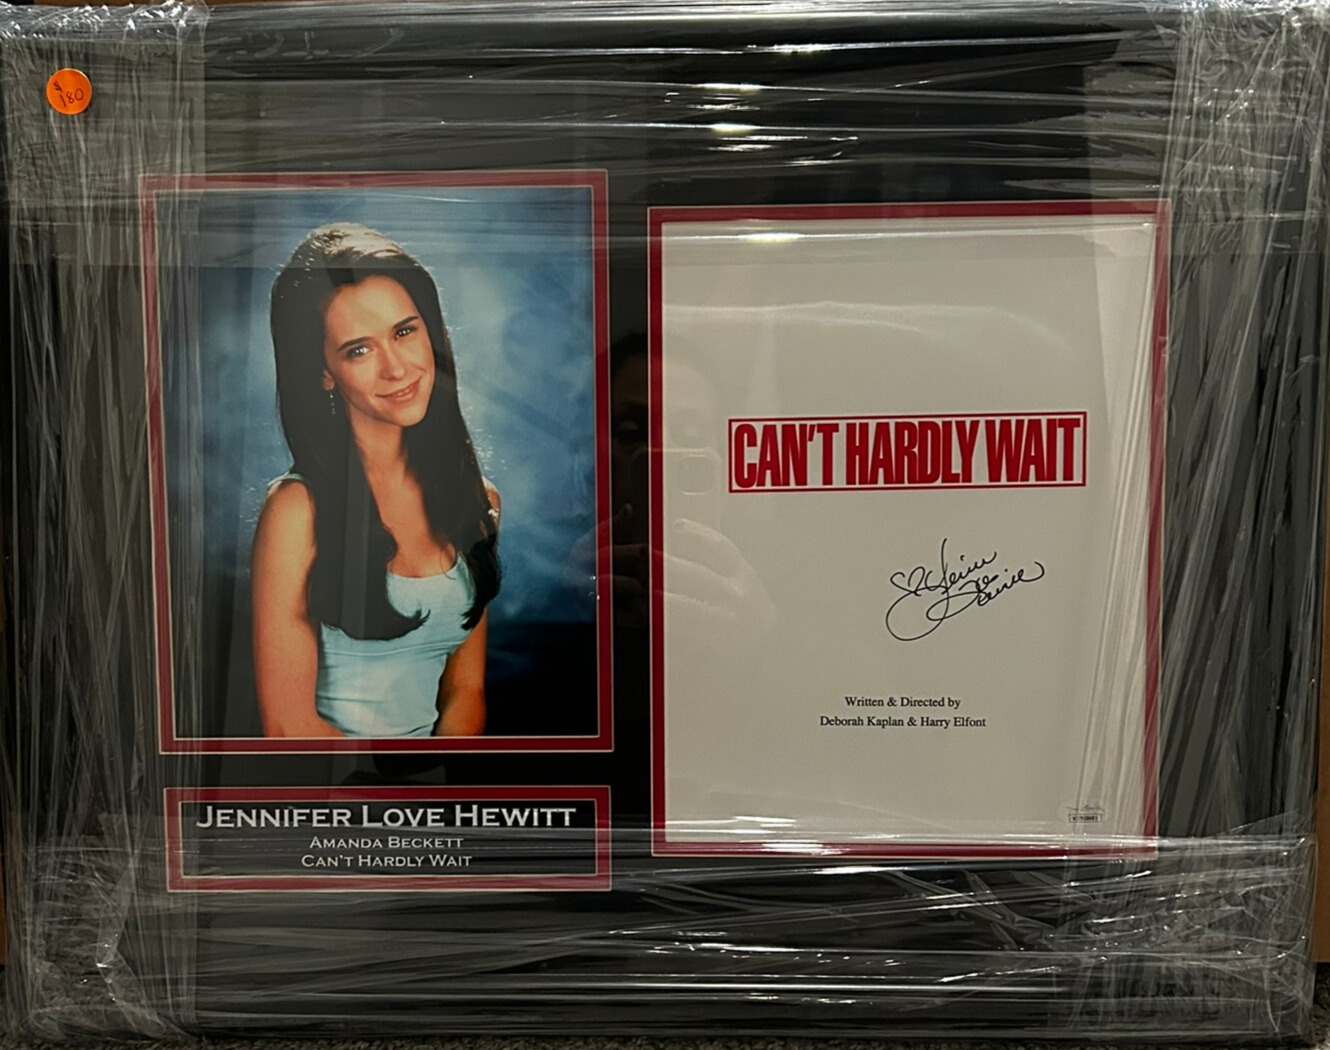 $
180
CAN'T HARDLY WAIT
Written & Directed by
Deborah Kaplan & Harry Elfont
JENNIFER LOVE HEWITT
AMANDA BECKETT
CAN'T HARDLY WAIT